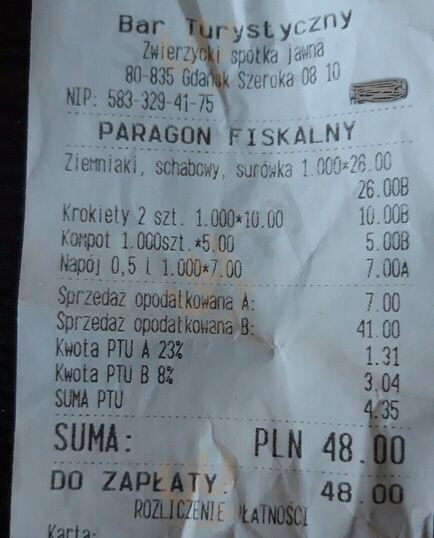 Bar Turystyczny
Zwierzycki spółka jawna
80-835 Gdańsk Szeroka 08 10
NIP: 583-329-41-75
PARAGON FISKALNY
Ziemniaki, schabowy, surówka 1.000*26.00
26.00B
Krokiety 2 szt. 1.000*10.00 10.00B
Kompot 1.000szt.*5.00 5.00B
Napój 0,5 l 1.000*7.00 7.00A
Sprzedaż opodatkowana A: 7.00
Sprzedaż opodatkowana B: 41.00
Kwota PTU A 23% 1.31
Kwota PTU B 8% 3.04
SUMA PTU 4.35
SUMA: PLN 48.00
DO ZAPŁATY: 48.00
ROZLICZENIE PŁATNOŚCI
Karta: